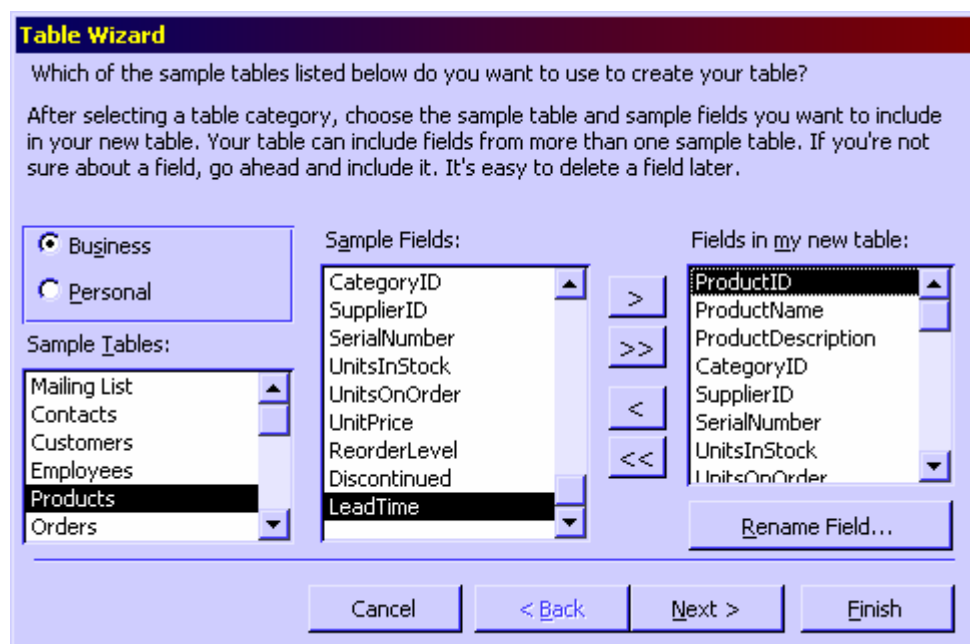 Table Wizard
Which of the sample tables listed below do you want to use to create your table?
After selecting a table category, choose the sample table and sample fields you want to include
in your new table. Your table can include fields from more than one sample table. If you're not
sure about a field, go ahead and include it. It's easy to delete a field later.
Business
Personal
Sample Tables:
Mailing List
Contacts
Customers
Employees
Products
Orders
Sample Fields:
CategoryID
SupplierID
SerialNumber
UnitsInStock
UnitsOnOrder
UnitPrice
ReorderLevel
Discontinued
LeadTime
>
>>
<
<<
Fields in my new table:
ProductID
ProductName
ProductDescription
CategoryID
SupplierID
SerialNumber
UnitsInStock
UnitsOnOrder
Rename Field...
Cancel
< Back
Next >
Finish